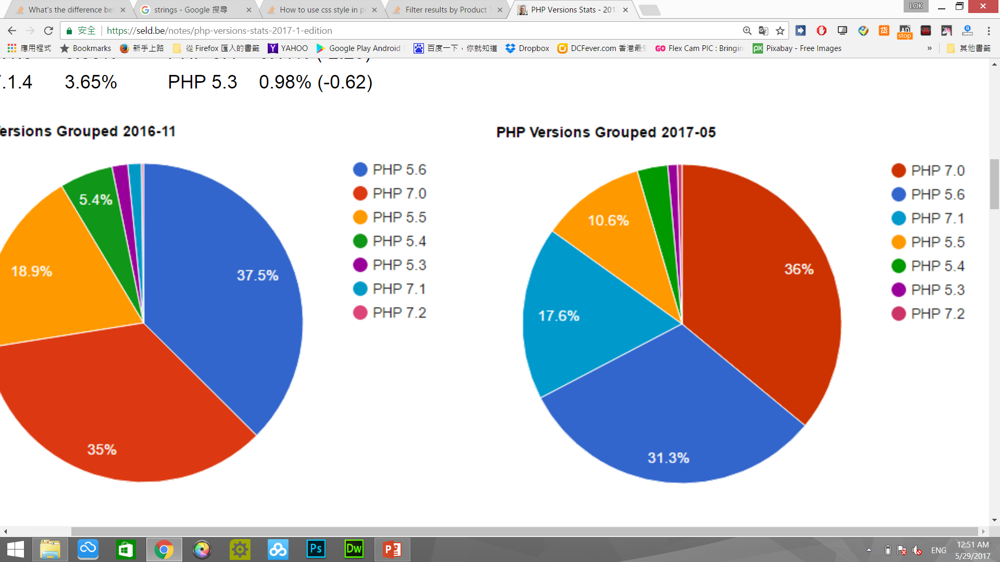 What's the difference be
strings - Google 搜尋
How to use css style in p
Filter results by Product T
PHP Versions Stats - 201
LOK
安全
https://seld.be/notes/php-versions-stats-2017-1-edition
應用程式
Bookmarks
新手上路
從 Firefox 匯入的書籤
YAHOO
Google Play Android
百度一下，你就知道
Dropbox
DCFever.com 香港最受
Flex Cam PIC : Bringin
Pixabay - Free Images
»
其他書籤
.1.4 3.65% PHP 5.3 0.98% (-0.62)
ersions Grouped 2016-11
5.4%
18.9%
37.5%
35%
PHP 5.6
PHP 7.0
PHP 5.5
PHP 5.4
PHP 5.3
PHP 7.1
PHP 7.2
PHP Versions Grouped 2017-05
10.6%
36%
17.6%
31.3%
PHP 7.0
PHP 5.6
PHP 7.1
PHP 5.5
PHP 5.4
PHP 5.3
PHP 7.2
Ps
Dw
ENG
12:51 AM
5/29/2017